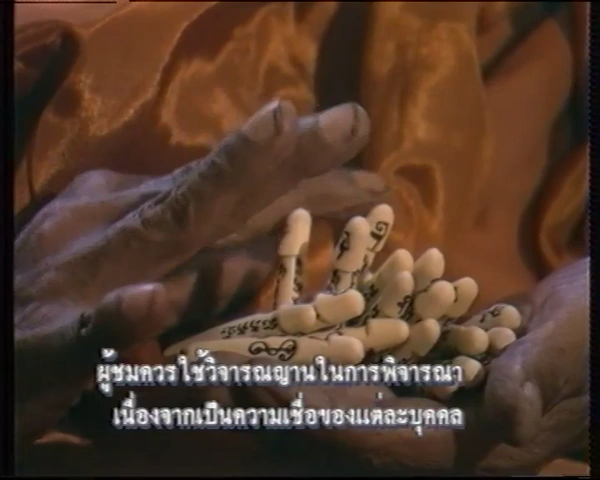 ผู้ชมควรใช้วิจารณญานในการพิจารณา
เนื่องจากเป็นความเชื่อของแต่ละบุคคล